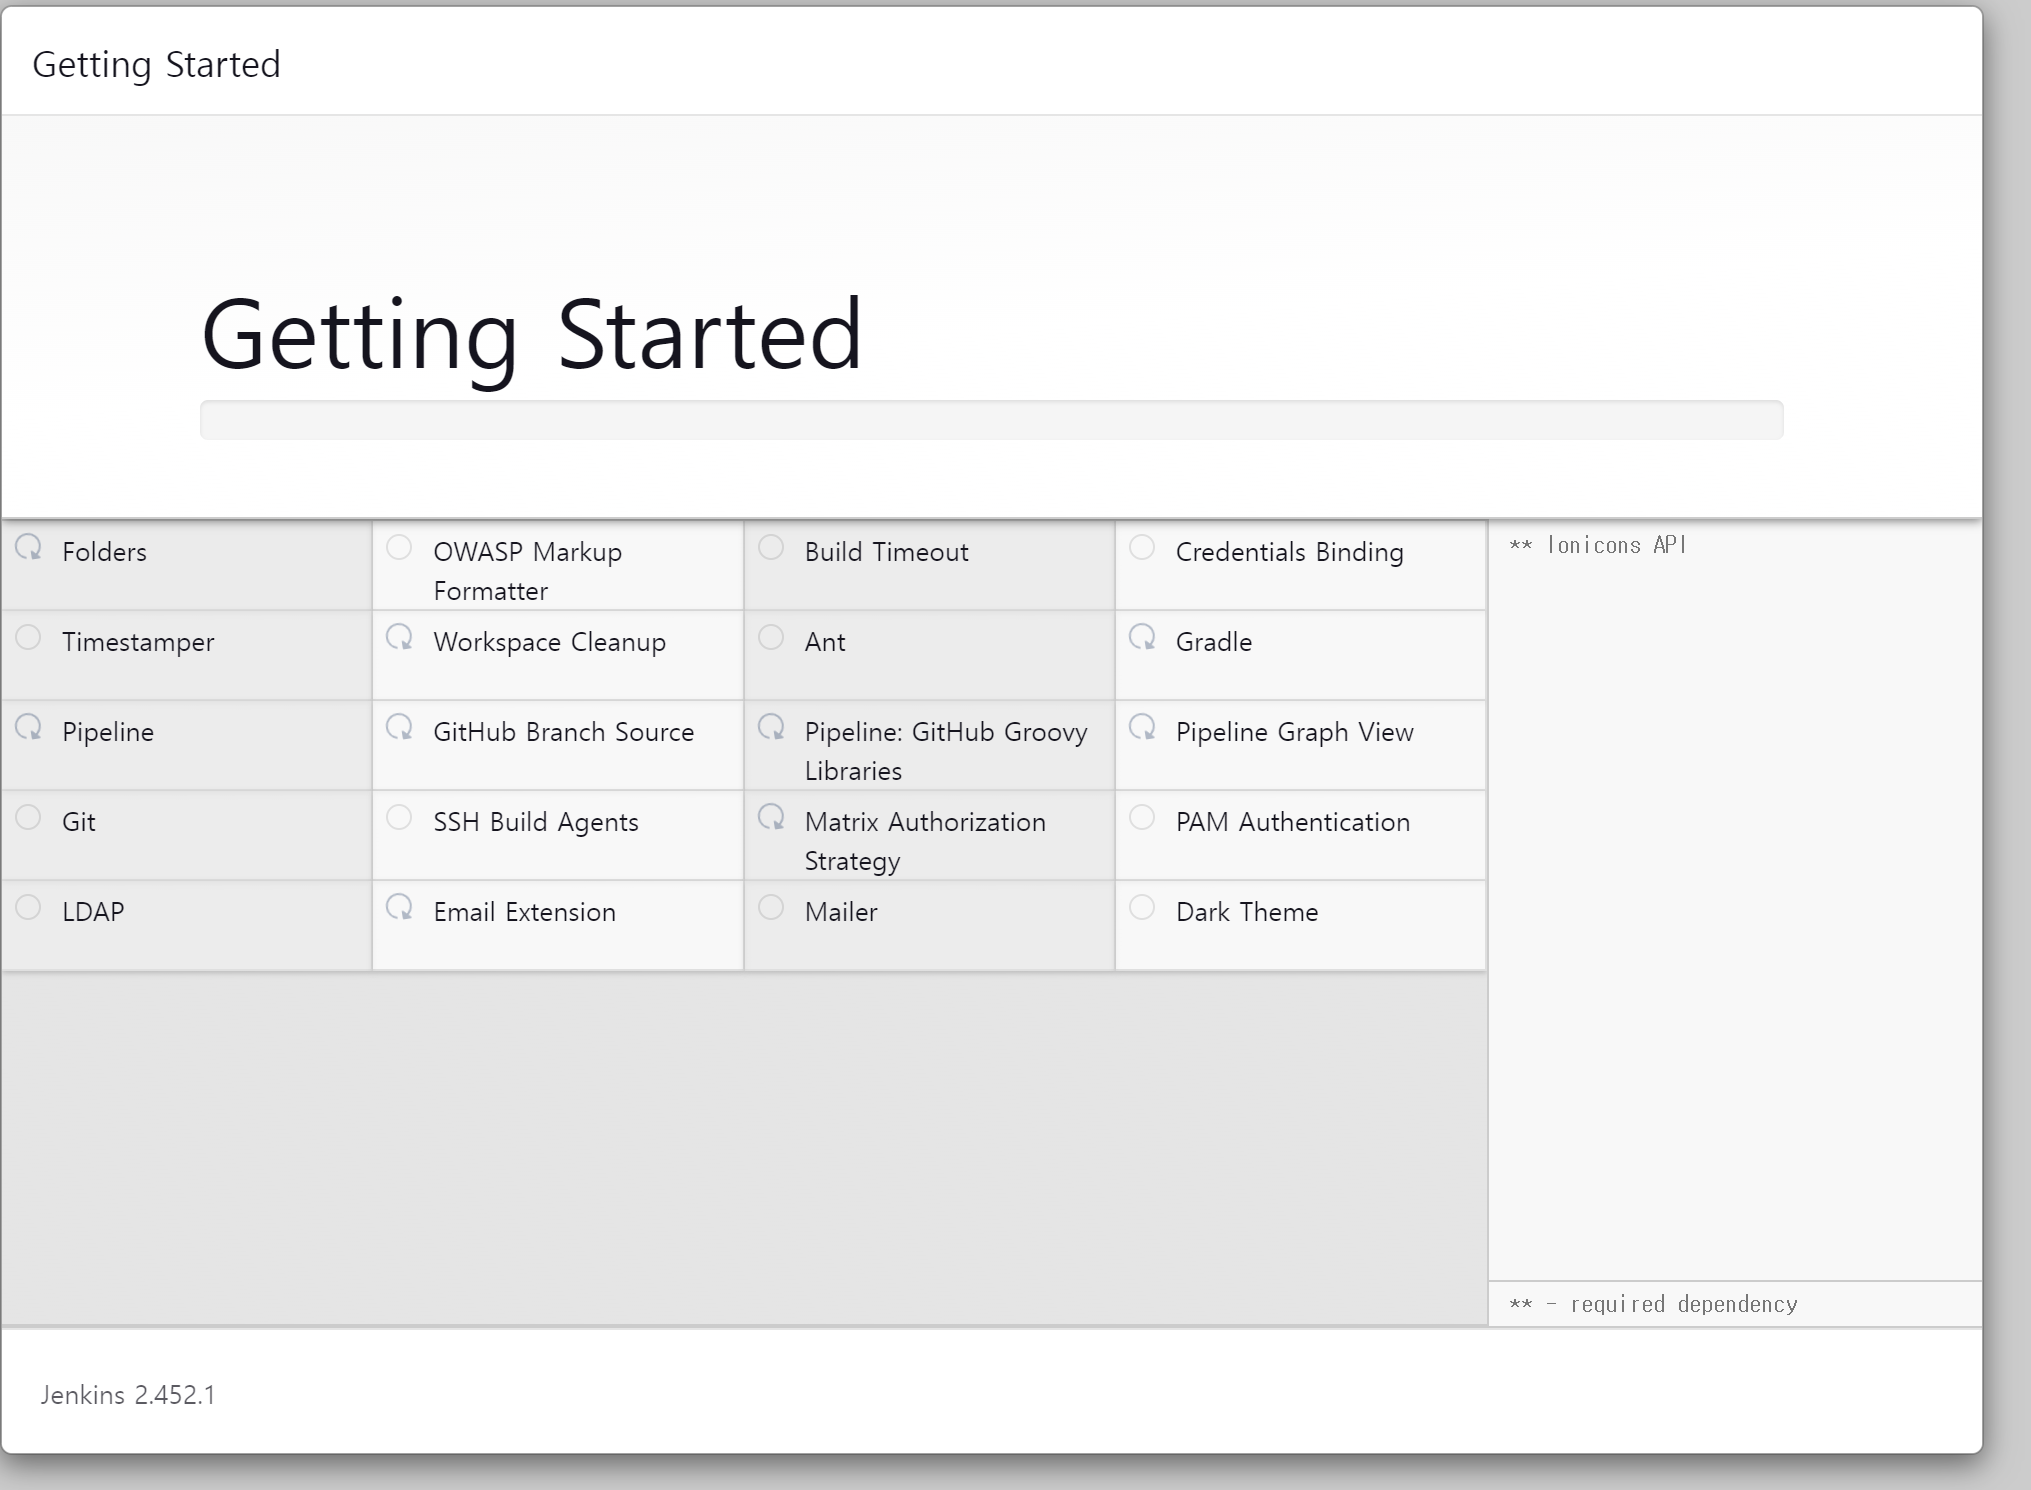 Getting Started
Getting Started
Folders
OWASP Markup
Formatter
Build Timeout
Credentials Binding
** Ionicons API
Timestamper
Workspace Cleanup
Ant
Gradle
Pipeline
GitHub Branch Source
Pipeline: GitHub Groovy
Libraries
Pipeline Graph View
Git
SSH Build Agents
Matrix Authorization
Strategy
PAM Authentication
LDAP
Email Extension
Mailer
Dark Theme
** - required dependency
Jenkins 2.452.1